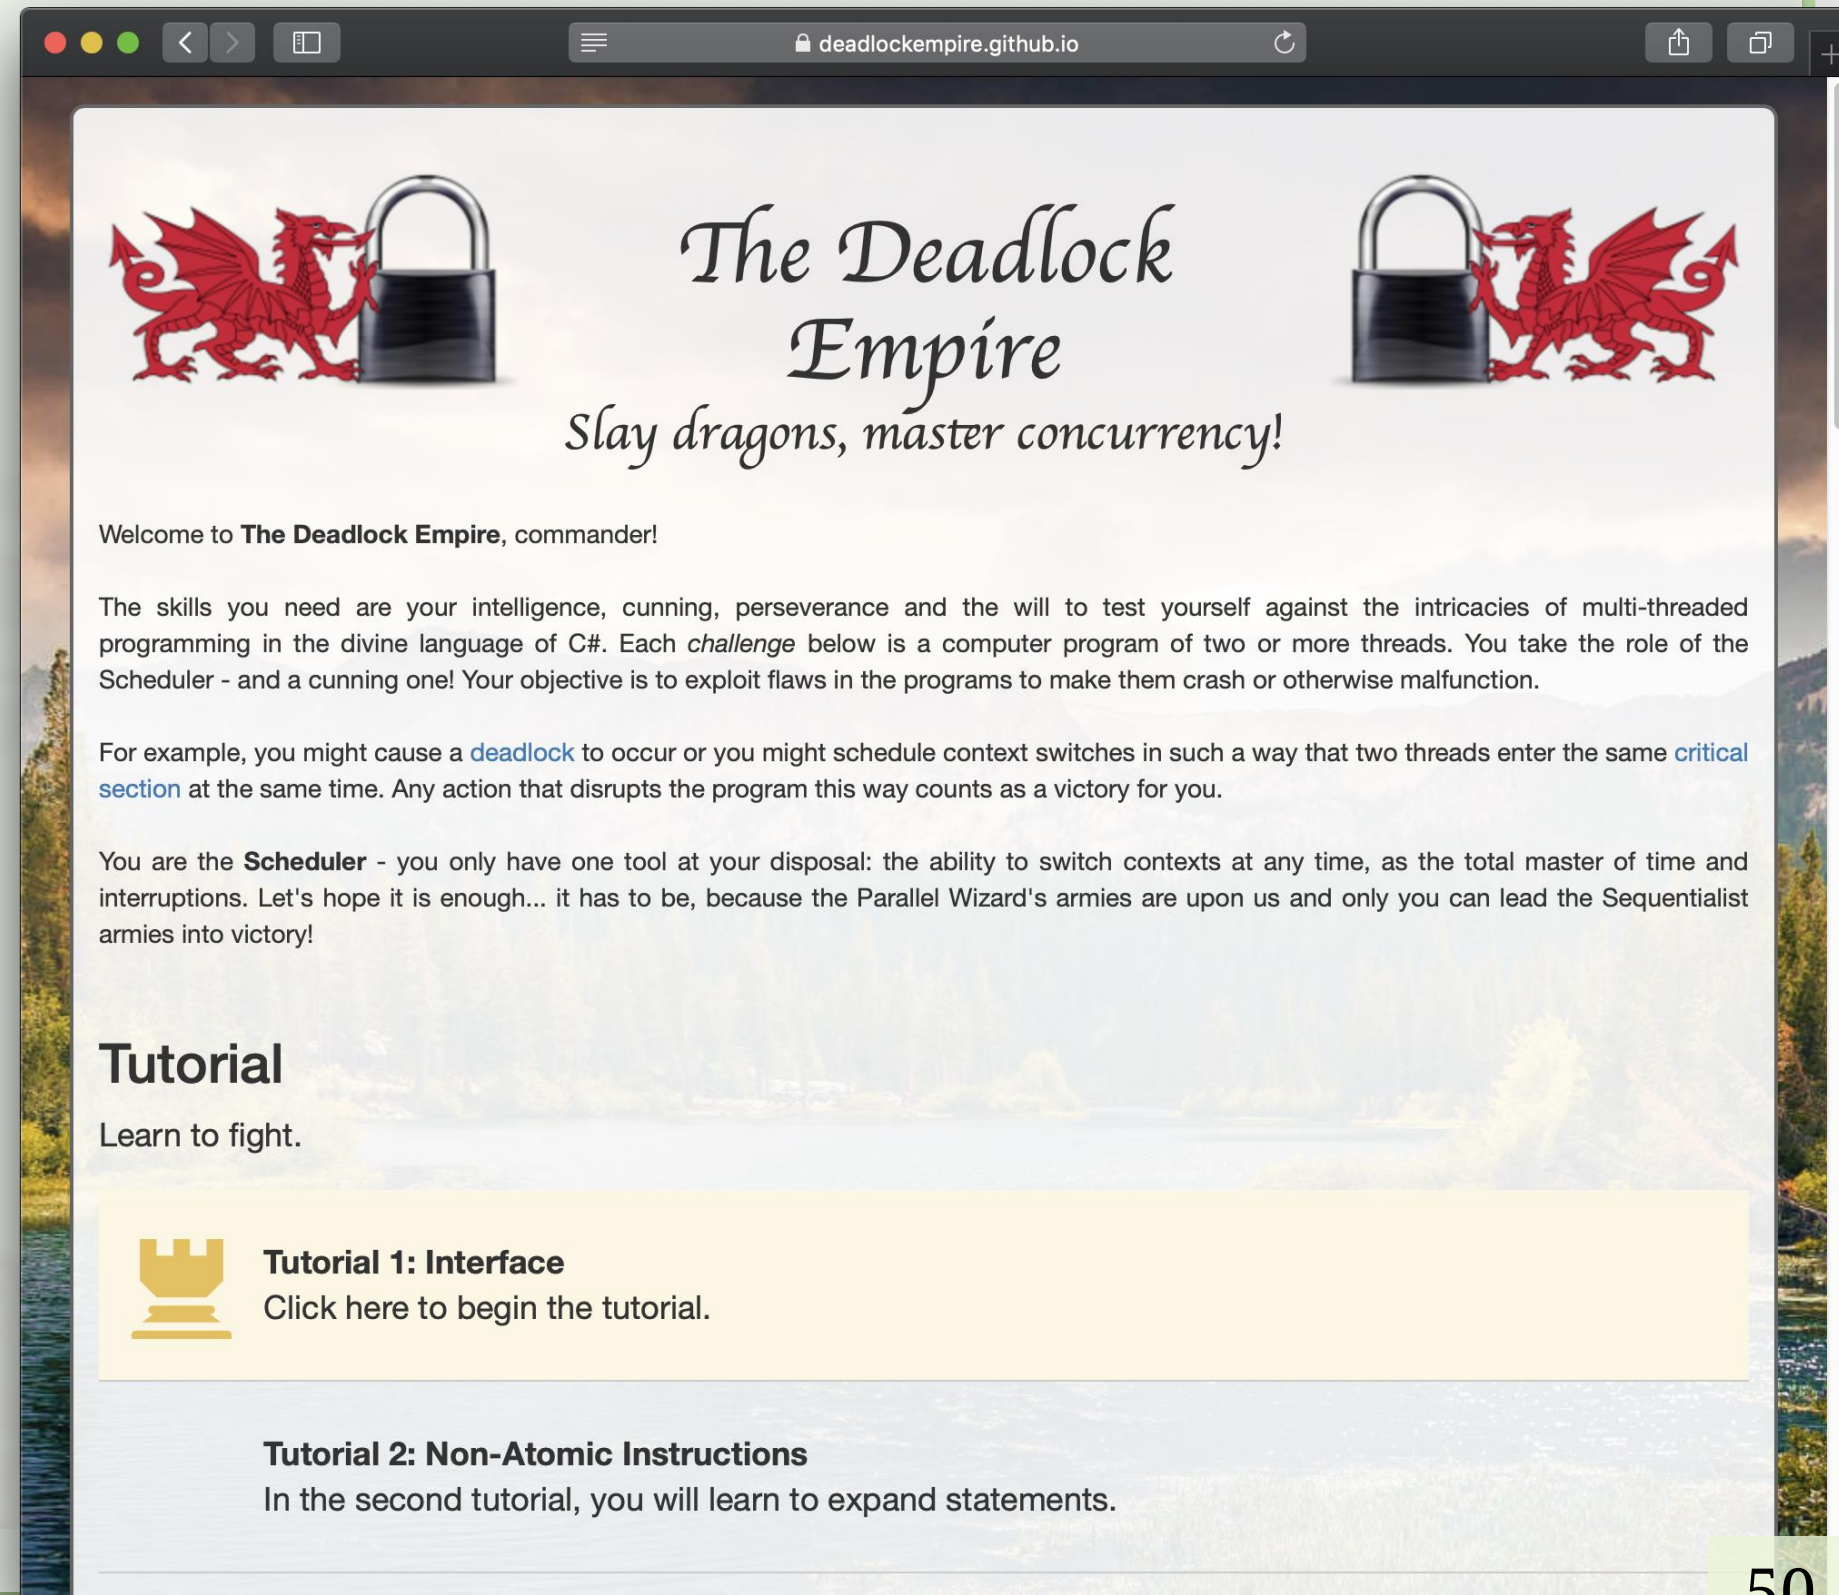 deadlockempire.github.io
The Deadlock
Empire
Slay dragons, master concurrency!
Welcome to The Deadlock Empire, commander!
The skills you need are your intelligence, cunning, perseverance and the will to test yourself against the intricacies of multi-threaded
programming in the divine language of C#. Each challenge below is a computer program of two or more threads. You take the role of the
Scheduler - and a cunning one! Your objective is to exploit flaws in the programs to make them crash or otherwise malfunction.
For example, you might cause a deadlock to occur or you might schedule context switches in such a way that two threads enter the same critical
section at the same time. Any action that disrupts the program this way counts as a victory for you.
You are the Scheduler - you only have one tool at your disposal: the ability to switch contexts at any time, as the total master of time and
interruptions. Let's hope it is enough... it has to be, because the Parallel Wizard's armies are upon us and only you can lead the Sequentialist
armies into victory!
Tutorial
Learn to fight.
Tutorial 1: Interface
Click here to begin the tutorial.
Tutorial 2: Non-Atomic Instructions
In the second tutorial, you will learn to expand statements.
50